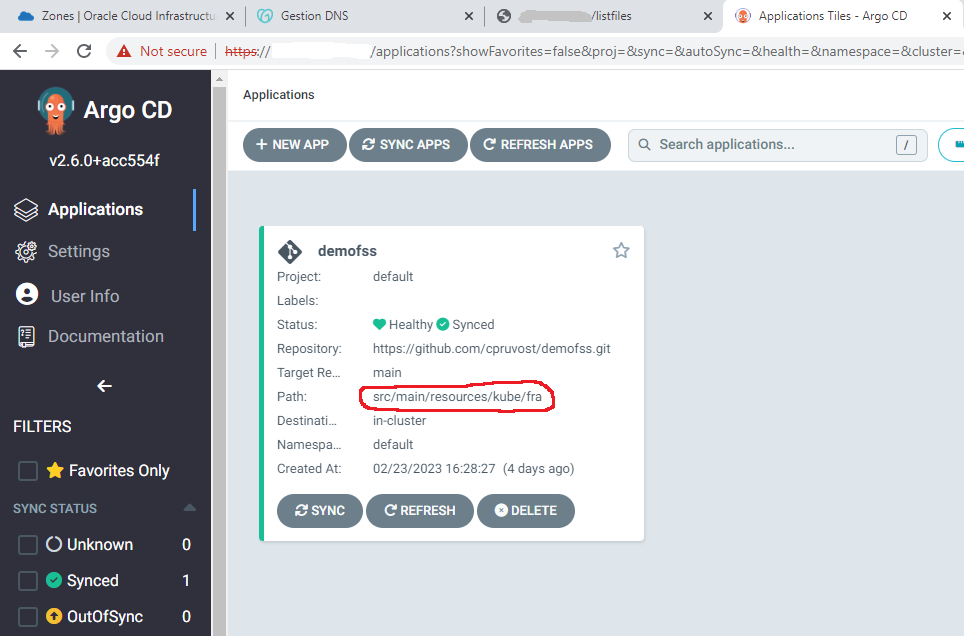 Zones | Oracle Cloud Infrastructu
Gestion DNS
/listfiles
Applications Tiles - Argo CD
Not secure
https:// /applications?showFavorites=false&proj=&sync=&autoSync=&health=&namespace=&cluster=
Argo CD
v2.6.0+acc554f
Applications
Settings
User Info
Documentation
FILTERS
Favorites Only
SYNC STATUS
Unknown 0
Synced 1
OutOfSync 0
Applications
NEW APP
SYNC APPS
REFRESH APPS
Search applications...
/
demofss
Project: default
Labels:
Status: Healthy Synced
Repository: https://github.com/cpruvost/demofss.git
Target Re... main
Path: src/main/resources/kube/fra
Destinati... in-cluster
Namespa... default
Created At: 02/23/2023 16:28:27 (4 days ago)
SYNC
REFRESH
DELETE